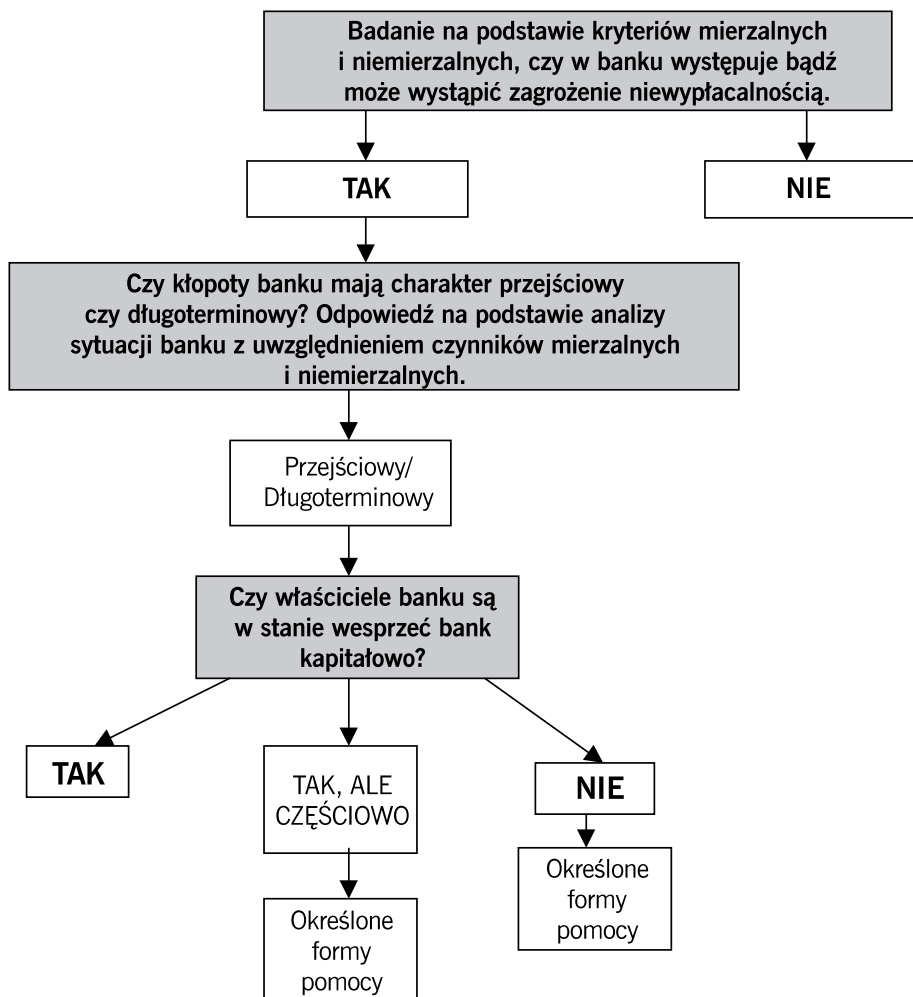 Badanie na podstawie kryteriów mierzalnych
i niemierzalnych, czy w banku występuje bądź
może wystąpić zagrożenie niewypłacalnością.
TAK
NIE
Czy kłopoty banku mają charakter przejściowy
czy długoterminowy? Odpowiedź na podstawie analizy
sytuacji banku z uwzględnieniem czynników mierzalnych
i niemierzalnych.
Przejściowy/
Długoterminowy
Czy właściciele banku są
w stanie wesprzeć bank
kapitałowo?
TAK
TAK, ALE
CZĘŚCIOWO
NIE
Określone
formy
pomocy
Określone
formy
pomocy